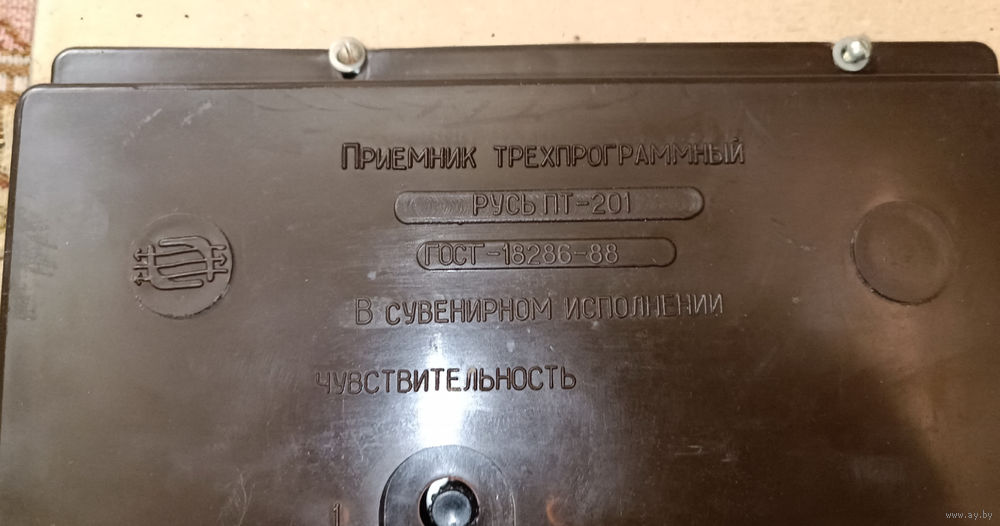 Приемник трехпрограммный
РУСЬ ПТ-201
ГОСТ-18286-88
В сувенирном исполнении
чувствительность
1
www.ay.by